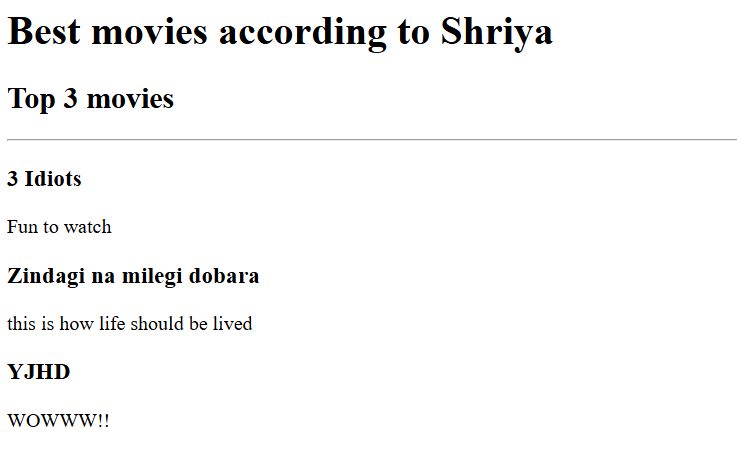 Best movies according to Shriya
Top 3 movies
3 Idiots
Fun to watch
Zindagi na milegi dobara
this is how life should be lived
YJHD
WOWWW!!